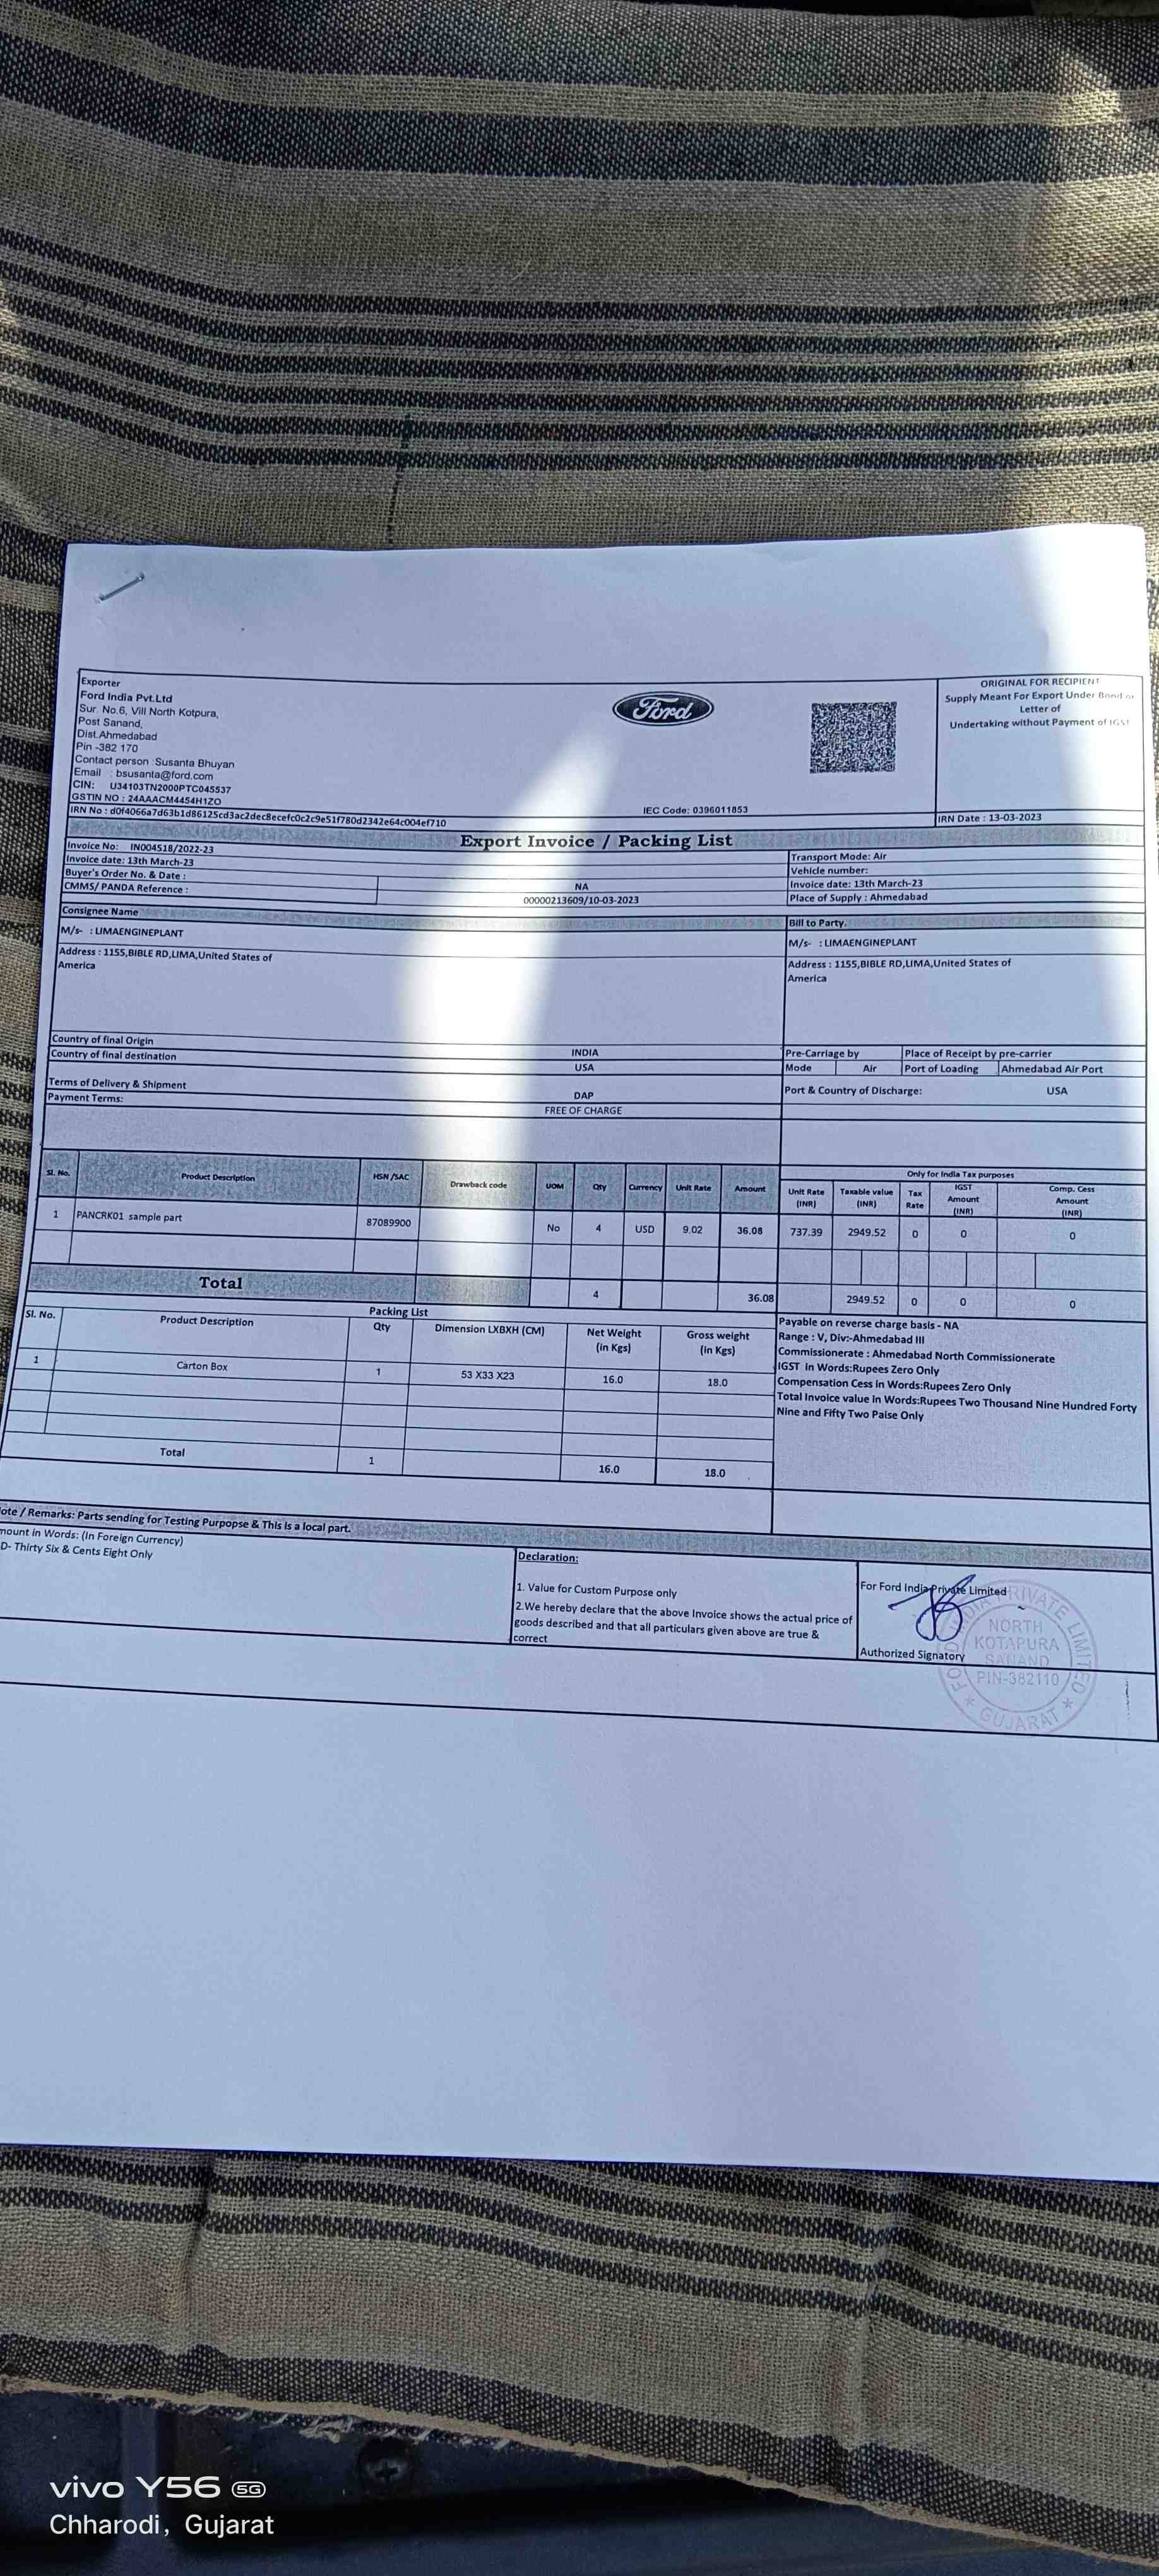 Exporter
Ford India Pvt.Ltd
Sur. No.6, Vill North Kotpura,
Post Sanand,
Dist.Ahmedabad
Pin -382 170
Contact person :Susanta Bhuyan
Email : bsusanta@ford.com
CIN: U34103TN2000PTC045537
GSTIN NO : 24AAACM4454H1ZO
IRN No : d0f4066a7d63b1d86125cd3ac2dec8ecefc0c2c9e51f780d2342e64c004ef710
Ford
IEC Code: 0396011853
ORIGINAL FOR RECIPIENT
Supply Meant For Export Under Bond or
Letter of
Undertaking without Payment of IGST
IRN Date : 13-03-2023
Export Invoice / Packing List
Invoice No: IN004518/2022-23
Invoice date: 13th March-23
Buyer's Order No. & Date : NA
CMMS/ PANDA Reference : 00000213609/10-03-2023
Transport Mode: Air
Vehicle number:
Invoice date: 13th March-23
Place of Supply : Ahmedabad
Consignee Name
M/s- : LIMAENGINEPLANT
Address : 1155,BIBLE RD,LIMA,United States of
America
Bill to Party.
M/s- : LIMAENGINEPLANT
Address : 1155,BIBLE RD,LIMA,United States of
America
Country of final Origin INDIA
Country of final destination USA
Terms of Delivery & Shipment DAP
Payment Terms: FREE OF CHARGE
Pre-Carriage by Place of Receipt by pre-carrier
Mode Air Port of Loading Ahmedabad Air Port
Port & Country of Discharge: USA
Only for India Tax purposes
Sl. No. Product Description HSN /SAC Drawback code UOM Qty Currency Unit Rate Amount Unit Rate (INR) Taxable value (INR) Tax Rate IGST Amount (INR) Comp. Cess Amount (INR)
1 PANCRK01 sample part 87089900 No 4 USD 9.02 36.08 737.39 2949.52 0 0 0
Total 4 36.08 2949.52 0 0 0
Packing List
Sl. No. Product Description Qty Dimension LXBXH (CM) Net Weight (in Kgs) Gross weight (in Kgs)
1 Carton Box 1 53 X33 X23 16.0 18.0
Total 1 16.0 18.0
Payable on reverse charge basis - NA
Range : V, Div:-Ahmedabad III
Commissionerate : Ahmedabad North Commissionerate
IGST in Words:Rupees Zero Only
Compensation Cess in Words:Rupees Zero Only
Total Invoice value in Words:Rupees Two Thousand Nine Hundred Forty
Nine and Fifty Two Paise Only
ote / Remarks: Parts sending for Testing Purpopse & This is a local part.
mount in Words: (In Foreign Currency)
D- Thirty Six & Cents Eight Only
Declaration:
1. Value for Custom Purpose only
2.We hereby declare that the above Invoice shows the actual price of
goods described and that all particulars given above are true &
correct
For Ford India Private Limited
Authorized Signatory
PRIVATE LIMITED
NORTH
KOTAPURA
SANAND
PIN-382110
GUJARAT
vivo Y56 5G
Chharodi, Gujarat